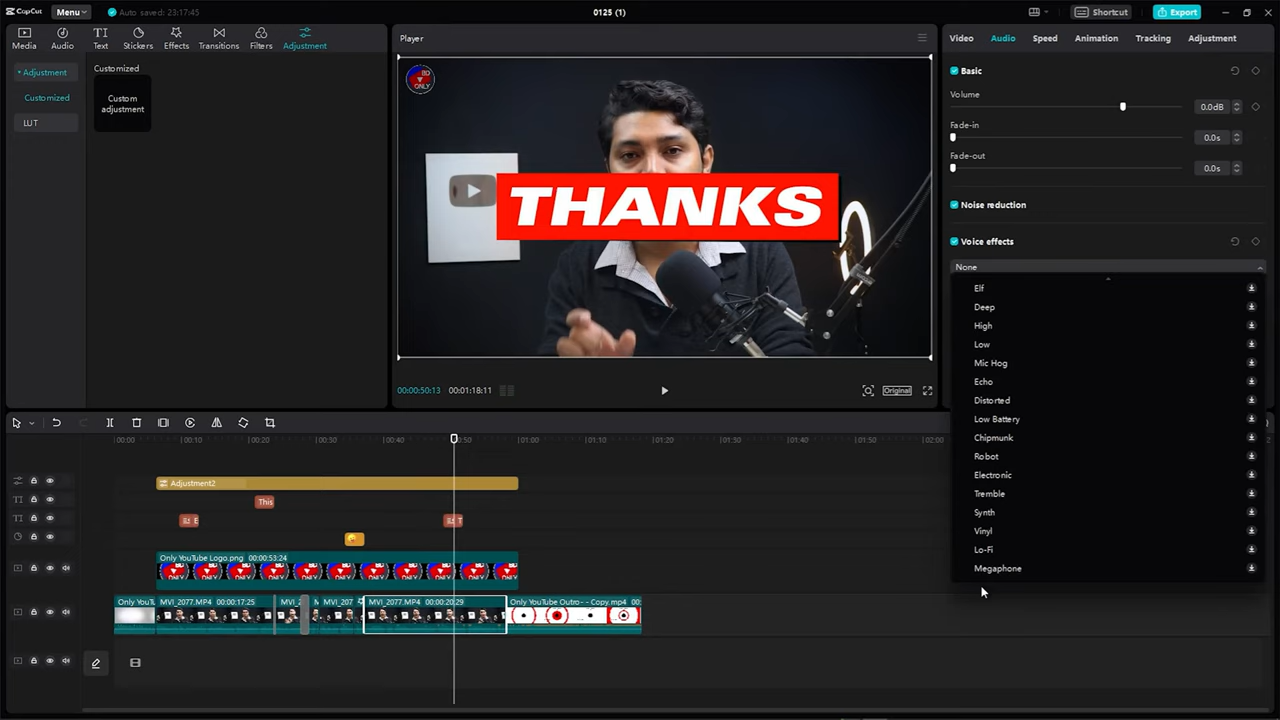 CapCut
Menu
Auto saved: 23:17:45
0125 (1)
Shortcut
Export
Media
Audio
Text
Stickers
Effects
Transitions
Filters
Adjustment
Adjustment
Customized
LUT
Customized
Custom
adjustment
Player
BD
ONLY
THANKS
00:00:50:13
00:01:18:11
Original
Video
Audio
Speed
Animation
Tracking
Adjustment
Basic
Volume
0.0dB
Fade-in
0.0s
Fade-out
0.0s
Noise reduction
Voice effects
None
Elf
Deep
High
Low
Mic Hog
Echo
Distorted
Low Battery
Chipmunk
Robot
Electronic
Tremble
Synth
Vinyl
Lo-Fi
Megaphone
00:00
00:10
00:20
00:30
00:40
00:50
01:00
01:10
01:20
01:30
01:40
01:50
02:00
Adjustment2
This
E
T
Only YouTube Logo.png 00:00:53:24
Only YouTu
MVI_2077.MP4 00:00:17:25
MVI_2
MVI_207
MVI_2077.MP4 00:00:20:29
Only YouTube Outro- - Copy.mp4 00: